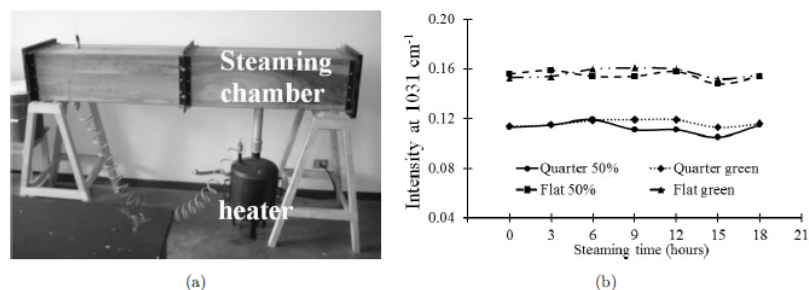 Steaming
chamber
heater
(a)
Intensity at 1031 cm⁻¹
0.20
0.16
0.12
0.08
0.04
Quarter 50% Quarter green
Flat 50% Flat green
0 3 6 9 12 15 18 21
Steaming time (hours)
(b)